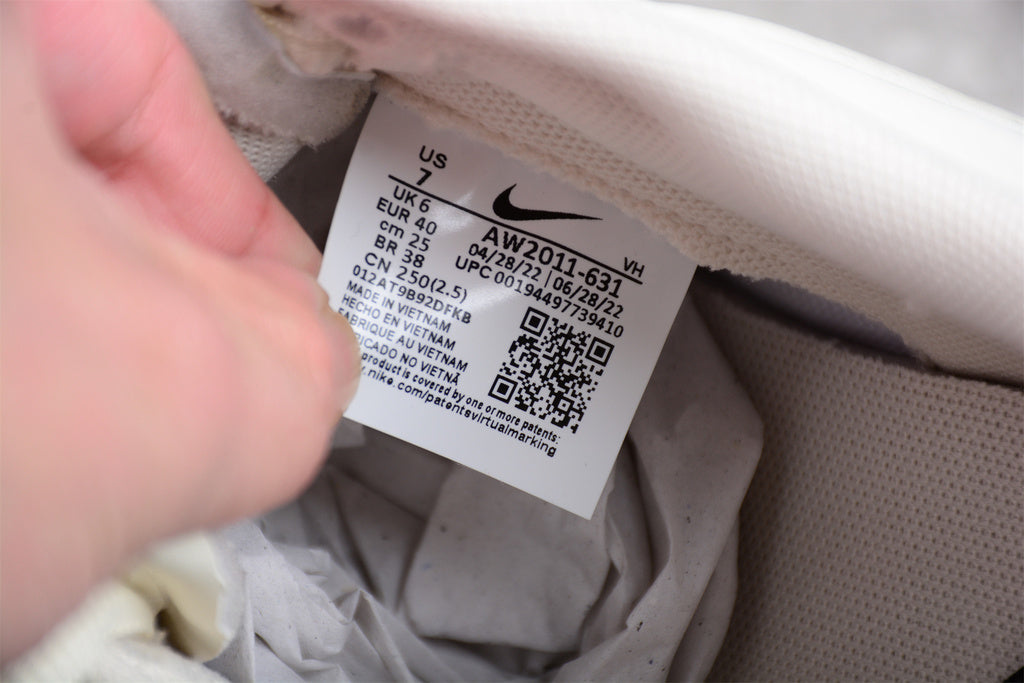 US
7
UK 6
EUR 40
cm 25
BR 38
CN 250(2.5)
012AT9B92DFKB
MADE IN VIETNAM
HECHO EN VIETNAM
FABRIQUE AU VIETNAM
RICADO NO VIETNÃ
product is covered by one or more patents:
.nike.com/patentsvirtualmarking
AW2011-631
VH
04/28/22 | 06/28/22
UPC 00194497739410